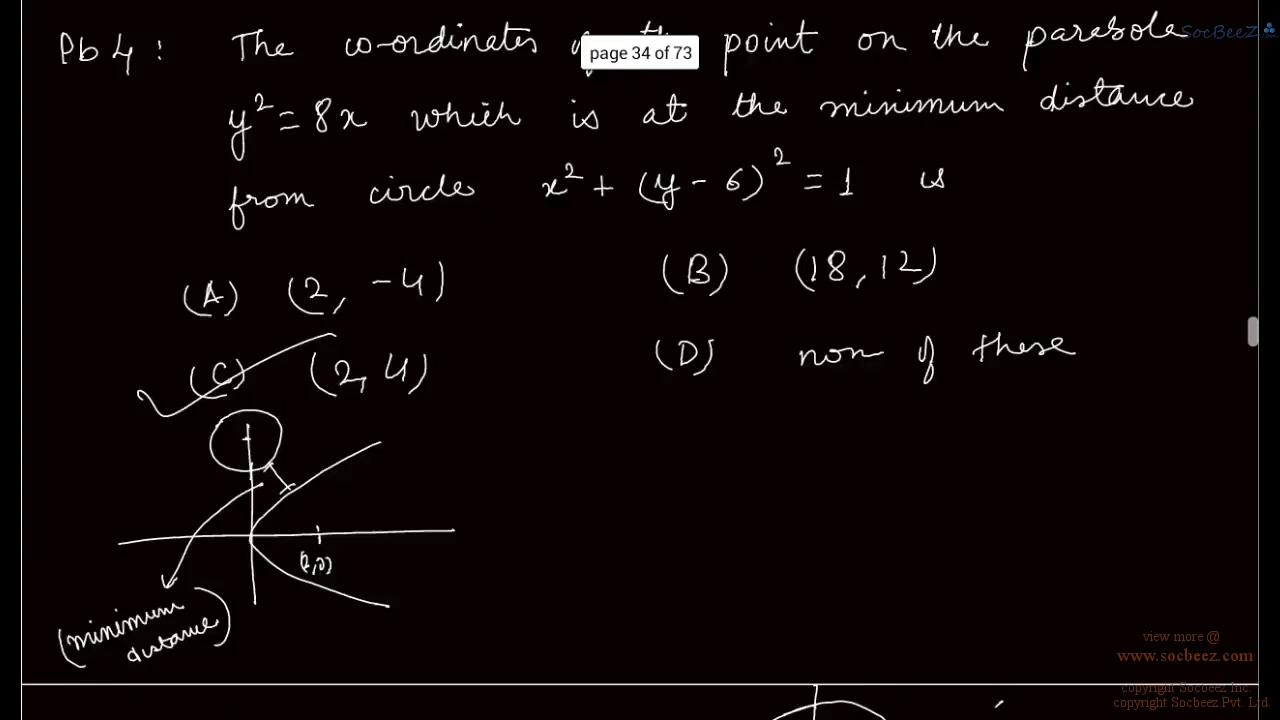 Pb 4 : The co-ordinates point on the parabola
SocBeeZ
page 34 of 73
y² = 8x which is at the minimum distance
from circle x² + (y - 6)² = 1 is
(A) (2, -4) (B) (18, 12)
(C) (2, 4) (D) non of these
(2,0)
(minimum
distance)
view more @
www.socbeez.com
copyright Socbeez Inc.
copyright Socbeez Pvt. Ltd.